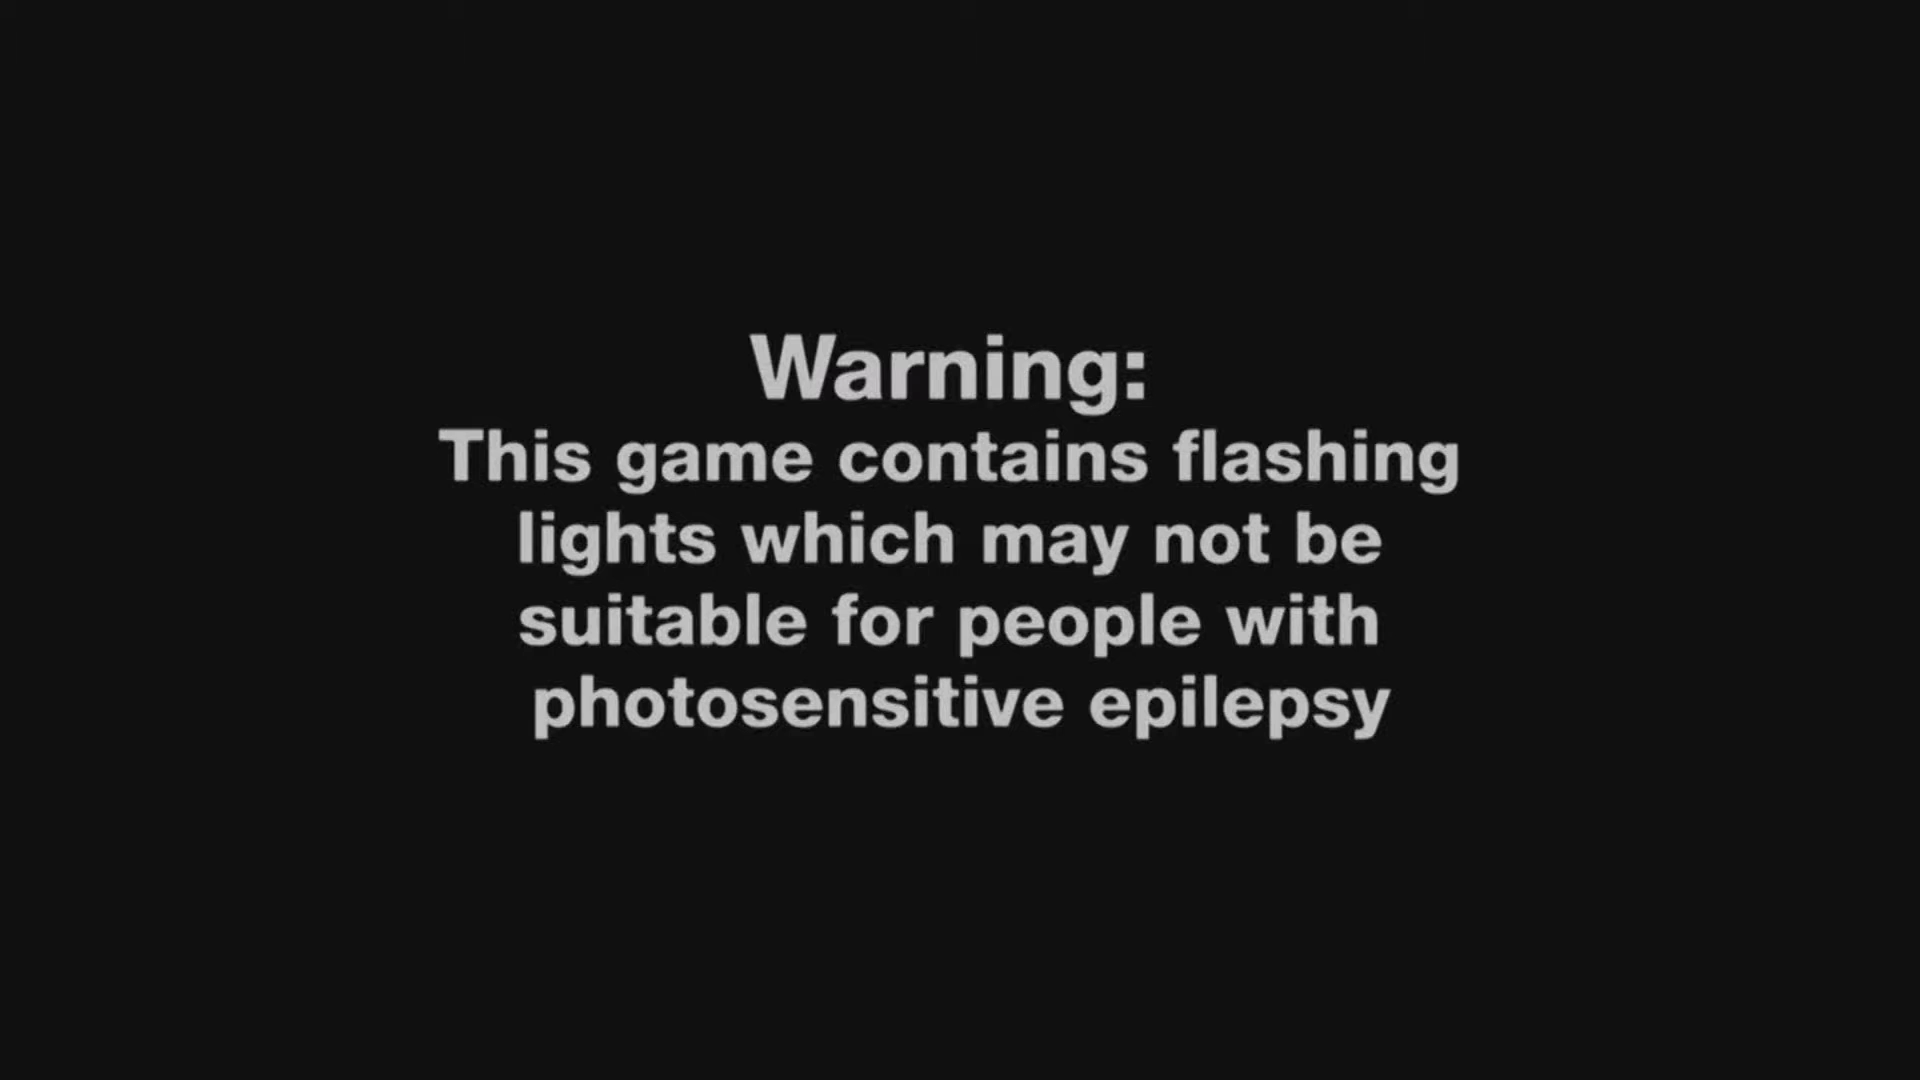 Warning:
This game contains flashing
lights which may not be
suitable for people with
photosensitive epilepsy